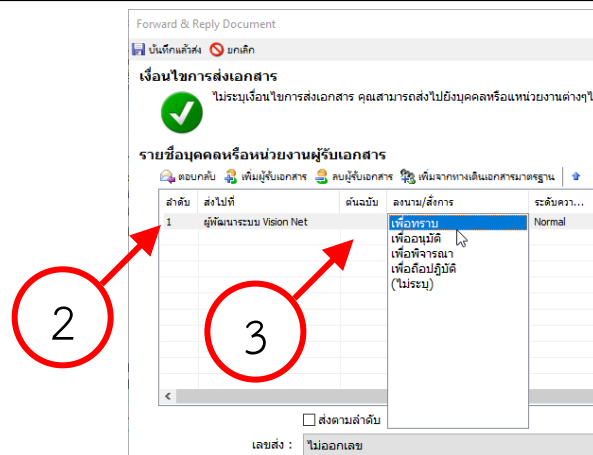 Forward & Reply Document
บันทึกแล้วส่ง ยกเลิก
เงื่อนไขการส่งเอกสาร
ไม่ระบุเงื่อนไขการส่งเอกสาร คุณสามารถส่งไปยังบุคคลหรือแหน่วยงานต่างๆไ
รายชื่อบุคคลหรือหน่วยงานผู้รับเอกสาร
ตอบกลับ เพิ่มผู้รับเอกสาร ลบผู้รับเอกสาร เพิ่มจากทางเดินเอกสารมาตรฐาน
ลำดับ ส่งไปที่ ต้นฉบับ ลงนาม/สั่งการ ระดับควา...
1 ผู้พัฒนาระบบ Vision Net Normal
เพื่อทราบ
เพื่ออนุมัติ
เพื่อพิจารณา
เพื่อถือปฏิบัติ
(ไม่ระบุ)
2
3
ส่งตามลำดับ
เลขส่ง : ไม่ออกเลข